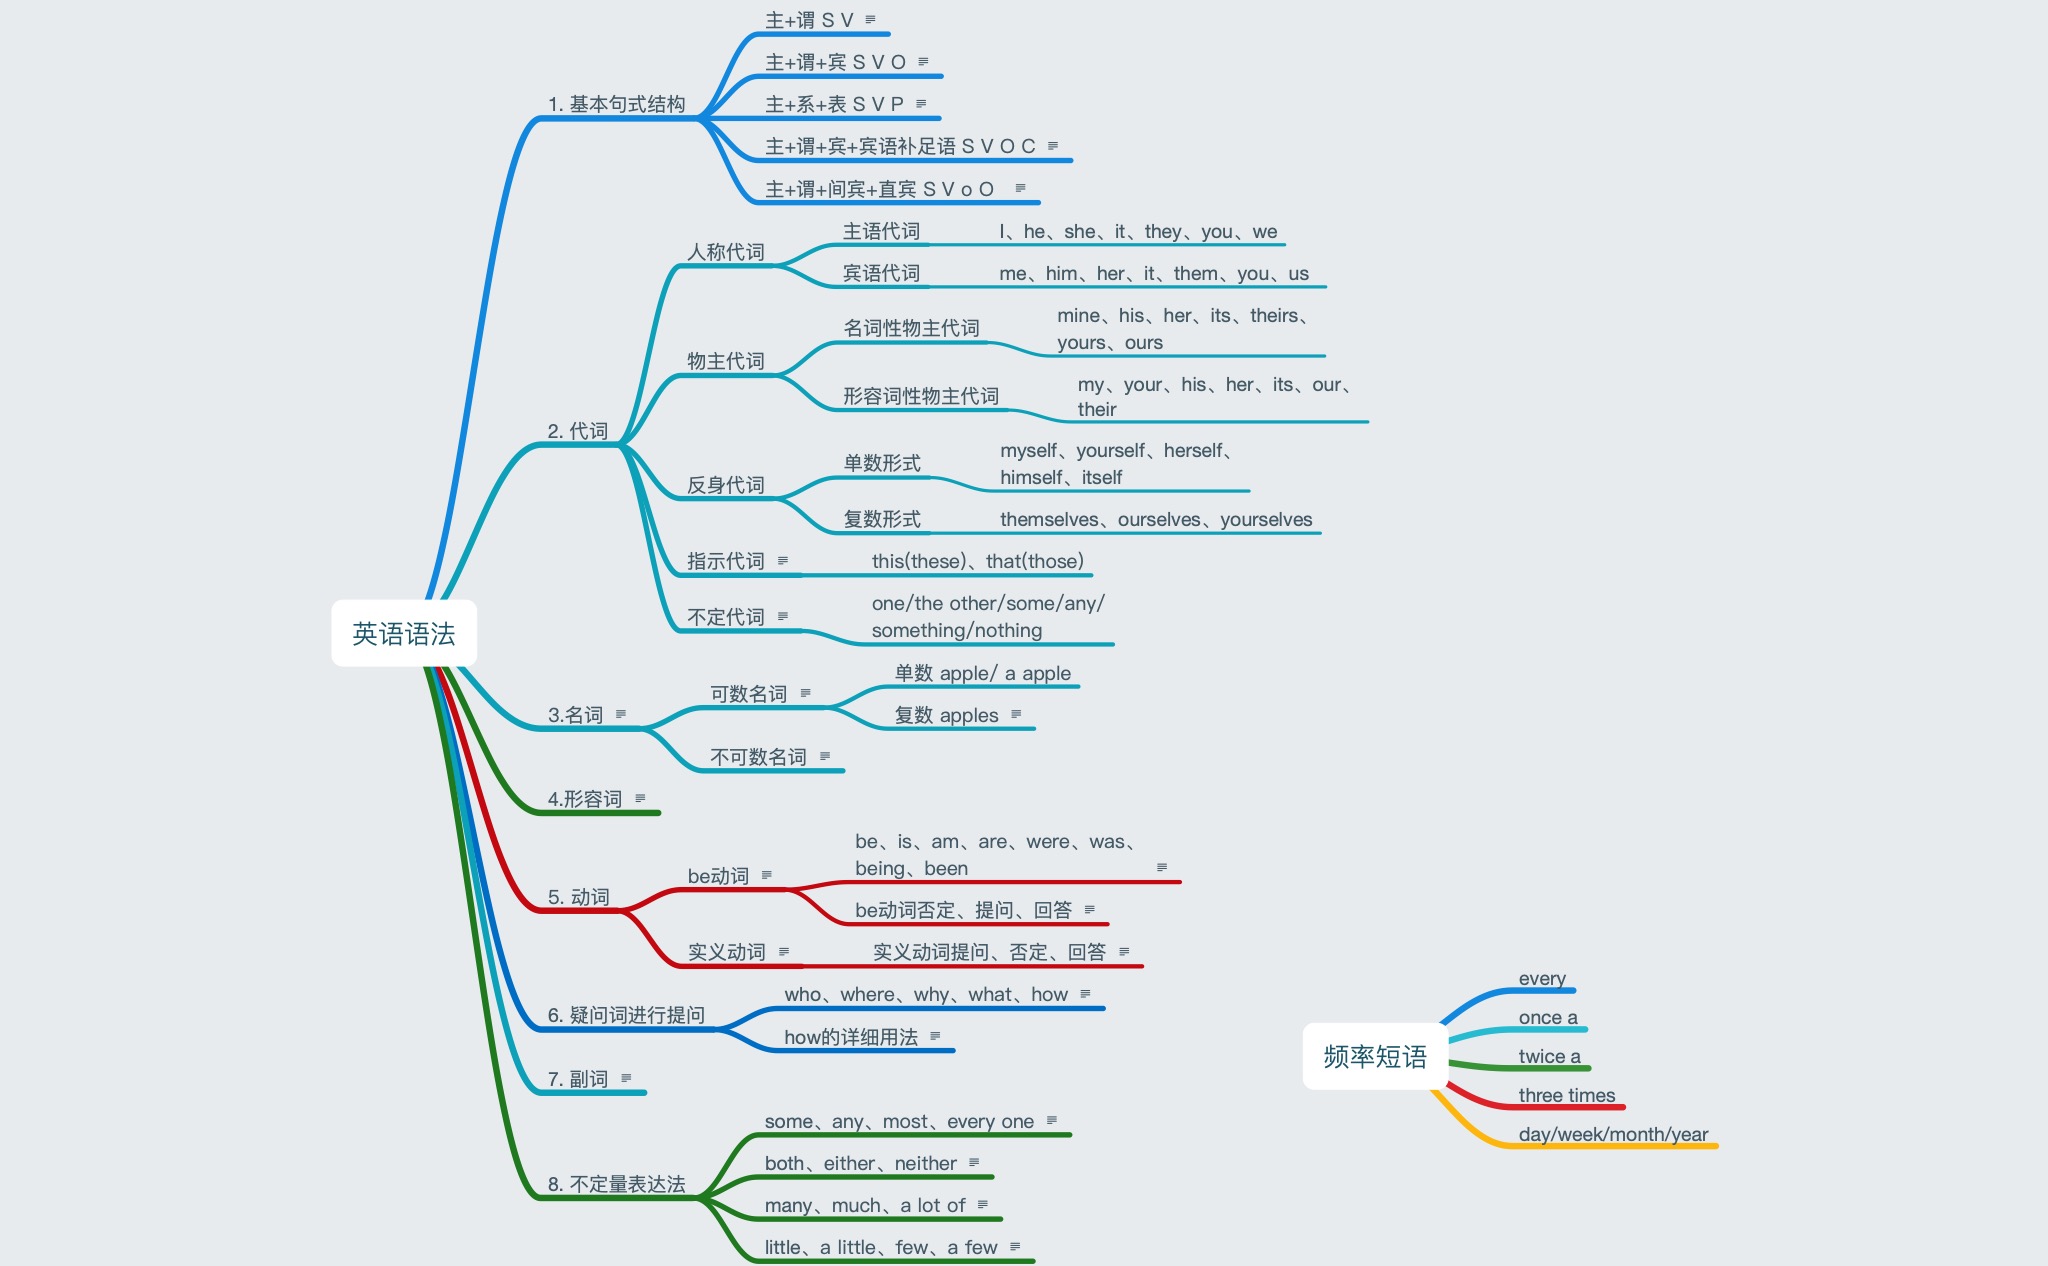 英语语法
1. 基本句式结构
主+谓 S V
主+谓+宾 S V O
主+系+表 S V P
主+谓+宾+宾语补足语 S V O C
主+谓+间宾+直宾 S V o O
2. 代词
人称代词
主语代词
I、he、she、it、they、you、we
宾语代词
me、him、her、it、them、you、us
物主代词
名词性物主代词
mine、his、her、its、theirs、
yours、ours
形容词性物主代词
my、your、his、her、its、our、
their
反身代词
单数形式
myself、yourself、herself、
himself、itself
复数形式
themselves、ourselves、yourselves
指示代词
this(these)、that(those)
不定代词
one/the other/some/any/
something/nothing
3.名词
可数名词
单数 apple/ a apple
复数 apples
不可数名词
4.形容词
5. 动词
be动词
be、is、am、are、were、was、
being、been
be动词否定、提问、回答
实义动词
实义动词提问、否定、回答
6. 疑问词进行提问
who、where、why、what、how
how的详细用法
7. 副词
8. 不定量表达法
some、any、most、every one
both、either、neither
many、much、a lot of
little、a little、few、a few
频率短语
every
once a
twice a
three times
day/week/month/year